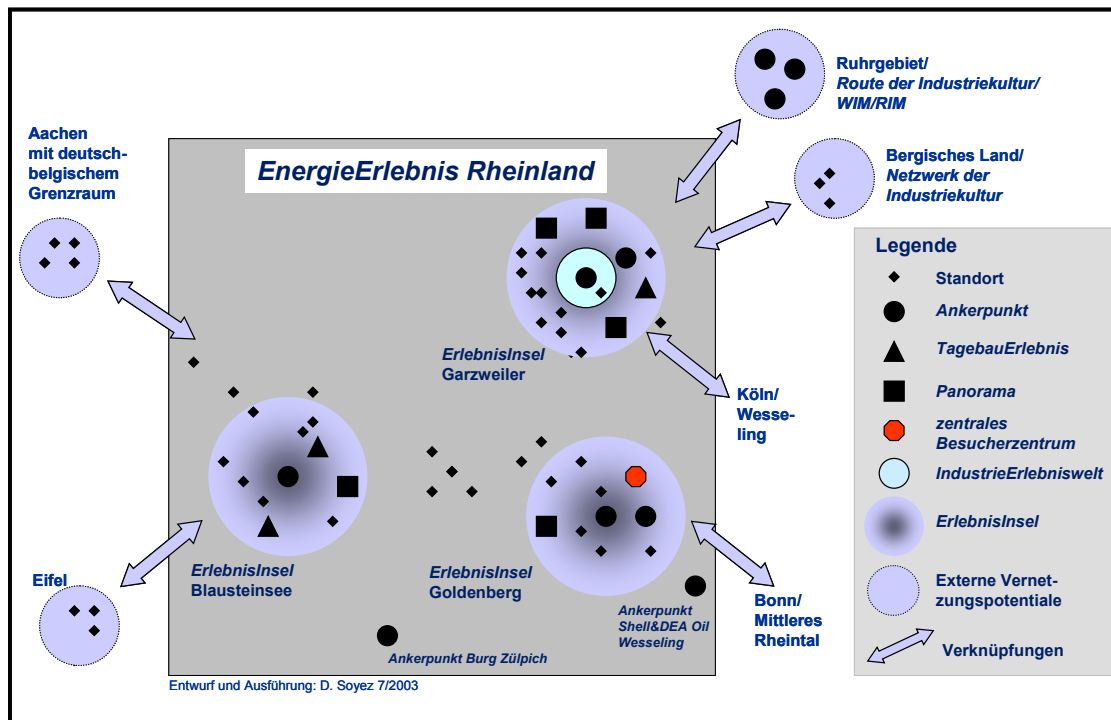 Ruhrgebiet/
Route der Industriekultur/
WIM/RIM
Aachen
mit deutsch-
belgischem
Grenzraum
EnergieErlebnis Rheinland
Bergisches Land/
Netzwerk der
Industriekultur
Legende
Standort
Ankerpunkt
TagebauErlebnis
Panorama
zentrales
Besucherzentrum
IndustrieErlebniswelt
ErlebnisInsel
Externe Vernet-
zungspotentiale
Verknüpfungen
ErlebnisInsel
Garzweiler
Köln/
Wesse-
ling
Eifel
ErlebnisInsel
Blausteinsee
ErlebnisInsel
Goldenberg
Bonn/
Mittleres
Rheintal
Ankerpunkt
Shell&DEA Oil
Wesseling
Ankerpunkt Burg Zülpich
Entwurf und Ausführung: D. Soyez 7/2003